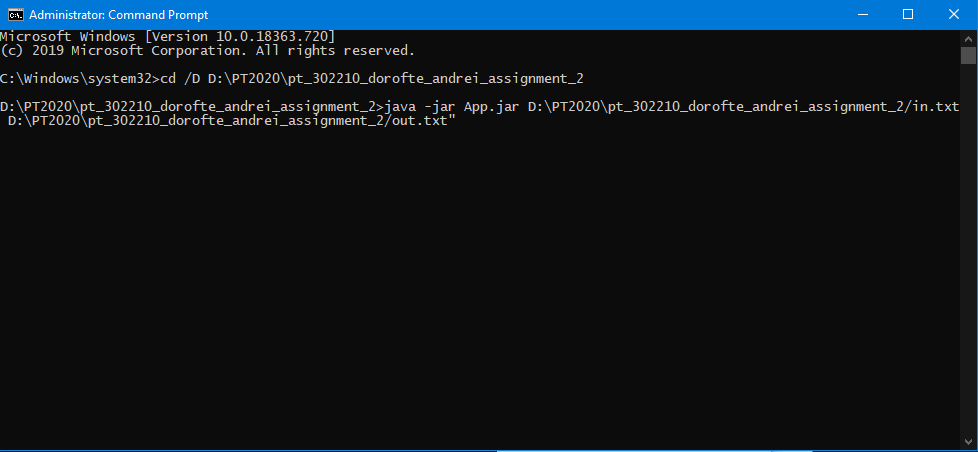 Administrator: Command Prompt
Microsoft Windows [Version 10.0.18363.720]
(c) 2019 Microsoft Corporation. All rights reserved.
C:\Windows\system32>cd /D D:\PT2020\pt_302210_dorofte_andrei_assignment_2
D:\PT2020\pt_302210_dorofte_andrei_assignment_2>java -jar App.jar D:\PT2020\pt_302210_dorofte_andrei_assignment_2/in.txt
D:\PT2020\pt_302210_dorofte_andrei_assignment_2/out.txt"